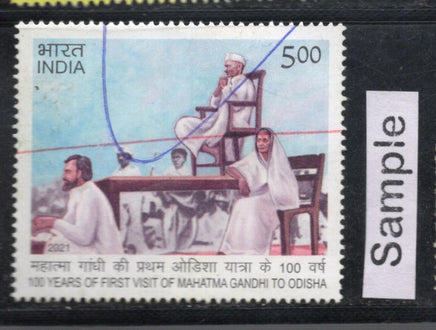 भारत 5.00
INDIA
2021
महात्मा गांधी की प्रथम ओडिशा यात्रा के 100 वर्ष
100 YEARS OF FIRST VISIT OF MAHATMA GANDHI TO ODISHA
Sample